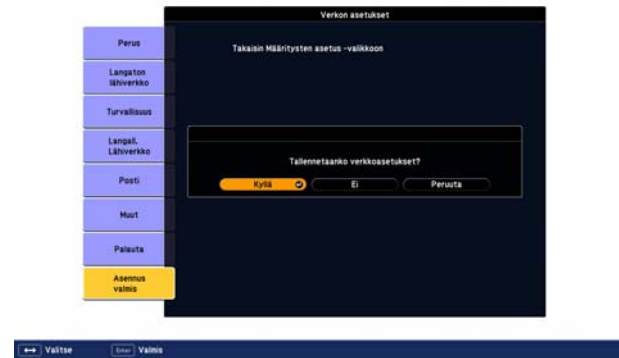 Verkon asetukset
Perus
Takaisin Määritysten asetus -valikkoon
Langaton
lähiverkko
Turvallisuus
Langall.
Lähiverkko
Tallennetaanko verkkoasetukset?
Kyllä Ei Peruuta
Posti
Muut
Palauta
Asennus
valmis
Valitse Enter Valmis